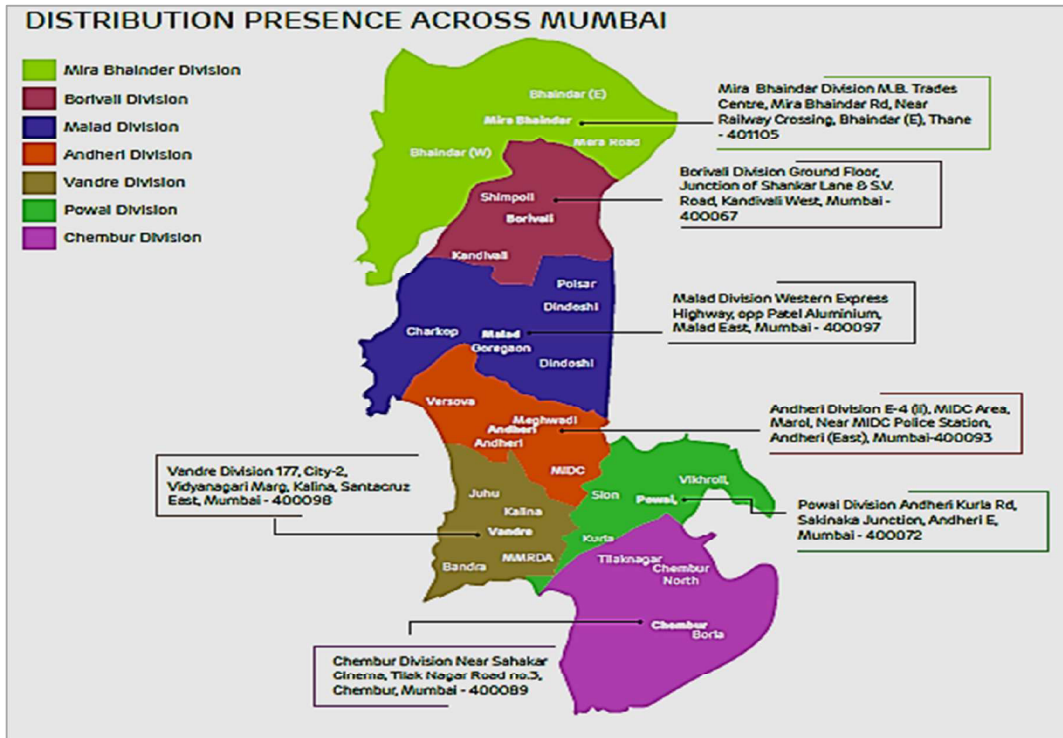 DISTRIBUTION PRESENCE ACROSS MUMBAI
Mira Bhainder Division
Borivali Division
Malad Division
Andheri Division
Vandre Division
Powai Division
Chembur Division
Bhaindar (E)
Mira Bhaindar
Mera Road
Bhaindar (W)
Mira Bhaindar Division M.B. Trades
Centre, Mira Bhaindar Rd, Near
Railway Crossing, Bhaindar (E), Thane
- 401105
Shimpoli
Borivali
Kandivali
Borivali Division Ground Floor,
Junction of Shankar Lane & S.V.
Road, Kandivali West, Mumbai -
400067
Poisar
Dindoshi
Charkop
Malad
Goregaon
Dindoshi
Malad Division Western Express
Highway, opp Patel Aluminium,
Malad East, Mumbai - 400097
Versova
Meghwadi
Andheri
Andheri
MIDC
Andheri Division E-4 (ii), MIDC Area,
Marol, Near MIDC Police Station,
Andheri (East), Mumbai-400093
Vandre Division 177, City-2,
Vidyanagari Marg, Kalina, Santacruz
East, Mumbai - 400098
Juhu
Kalina
Vandre
MMRDA
Bandra
Sion
Vikhroli,
Powai,
Kurla
Powai Division Andheri Kurla Rd,
Sakinaka Junction, Andheri E,
Mumbai - 400072
Tilaknagar
Chembur
North
Chembur
Borla
Chembur Division Near Sahakar
Cinema, Tilak Nagar Road no.3,
Chembur, Mumbai - 400089